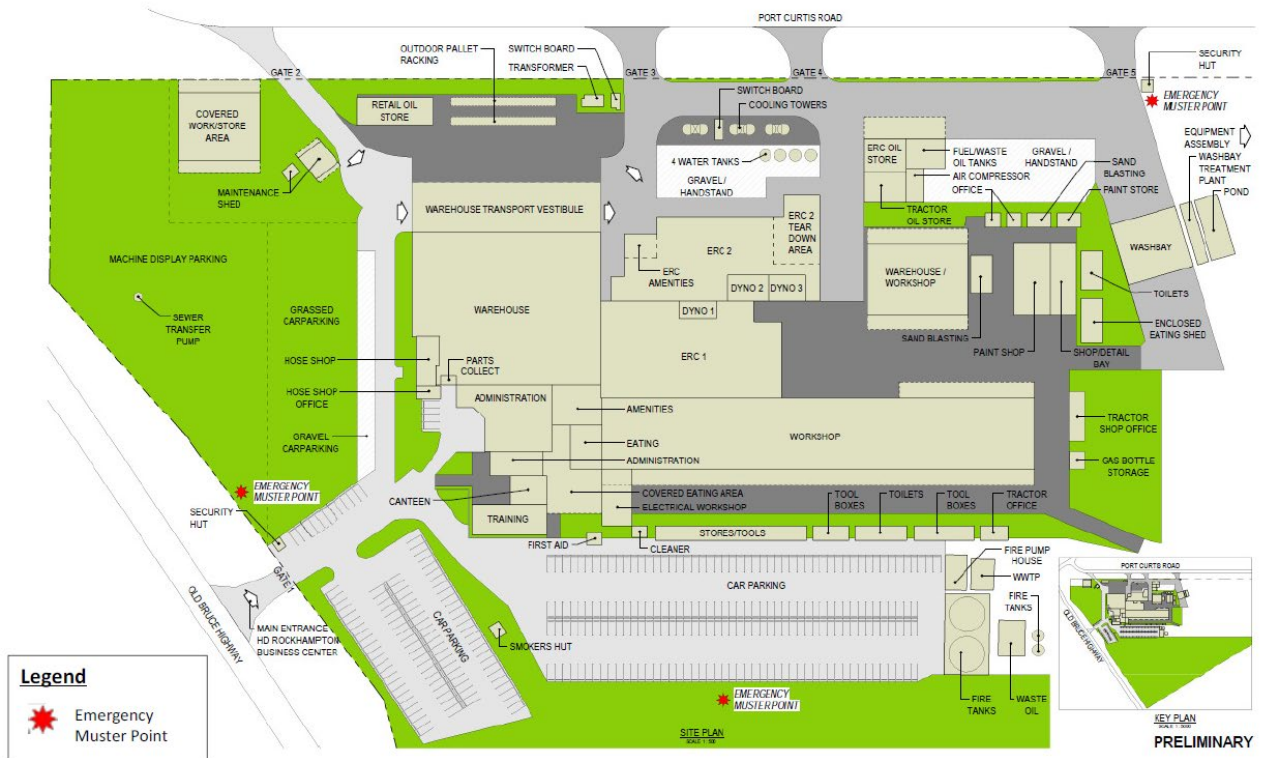 PORT CURTIS ROAD
OUTDOOR PALLET
RACKING
SWITCH BOARD
TRANSFORMER
GATE 2
GATE 3
GATE 4
GATE 5
SECURITY
HUT
EMERGENCY
MUSTER POINT
COVERED
WORK/STORE
AREA
RETAIL OIL
STORE
SWITCH BOARD
COOLING TOWERS
4 WATER TANKS
GRAVEL/
HANDSTAND
ERC OIL
STORE
FUEL/WASTE
OIL TANKS
AIR COMPRESSOR
OFFICE
GRAVEL /
HANDSTAND
SAND
BLASTING
PAINT STORE
EQUIPMENT
ASSEMBLY
WASHBAY
TREATMENT
PLANT
POND
MAINTENANCE
SHED
WAREHOUSE TRANSPORT VESTIBULE
TRACTOR
OIL STORE
ERC 2
TEAR
DOWN
AREA
ERC 2
ERC
AMENITIES
DYNO 2
DYNO 3
DYNO 1
WAREHOUSE /
WORKSHOP
WASHBAY
TOILETS
ENCLOSED
EATING SHED
SAND BLASTING
PAINT SHOP
SHOP/DETAIL
BAY
MACHINE DISPLAY PARKING
SEWER
TRANSFER
PUMP
GRASSED
CARPARKING
WAREHOUSE
HOSE SHOP
PARTS
COLLECT
HOSE SHOP
OFFICE
ADMINISTRATION
ERC 1
AMENITIES
EATING
ADMINISTRATION
WORKSHOP
TRACTOR
SHOP OFFICE
GAS BOTTLE
STORAGE
GRAVEL
CARPARKING
EMERGENCY
MUSTER POINT
SECURITY
HUT
CANTEEN
TRAINING
COVERED EATING AREA
ELECTRICAL WORKSHOP
TOOL
BOXES
TOILETS
TOOL
BOXES
TRACTOR
OFFICE
FIRST AID
CLEANER
STORES/TOOLS
CAR PARKING
FIRE PUMP
HOUSE
WWTP
FIRE
TANKS
GATE 1
OLD BRUCE HIGHWAY
MAIN ENTRANCE
HD ROCKHAMPTON
BUSINESS CENTER
CAR PARKING
SMOKERS HUT
EMERGENCY
MUSTER POINT
FIRE
TANKS
WASTE
OIL
SITE PLAN
PORT CURTIS ROAD
OLD BRUCE HIGHWAY
KEY PLAN
PRELIMINARY
Legend
Emergency
Muster Point